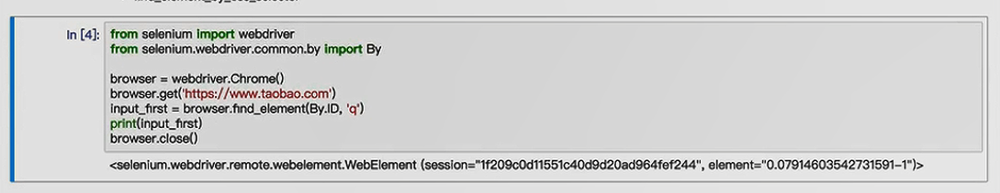 In [4]: from selenium import webdriver
from selenium.webdriver.common.by import By
browser = webdriver.Chrome()
browser.get('https://www.taobao.com')
input_first = browser.find_element(By.ID, 'q')
print(input_first)
browser.close()
<selenium.webdriver.remote.webelement.WebElement (session="1f209c0d11551c40d9d20ad964fef244", element="0.07914603542731591-1")>